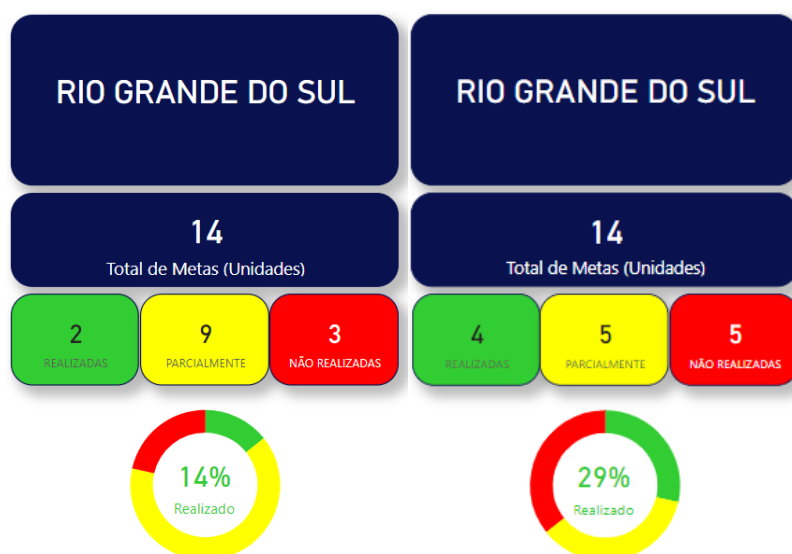 RIO GRANDE DO SUL
14
Total de Metas (Unidades)
2
REALIZADAS
9
PARCIALMENTE
3
NÃO REALIZADAS
14%
Realizado
RIO GRANDE DO SUL
14
Total de Metas (Unidades)
4
REALIZADAS
5
PARCIALMENTE
5
NÃO REALIZADAS
29%
Realizado